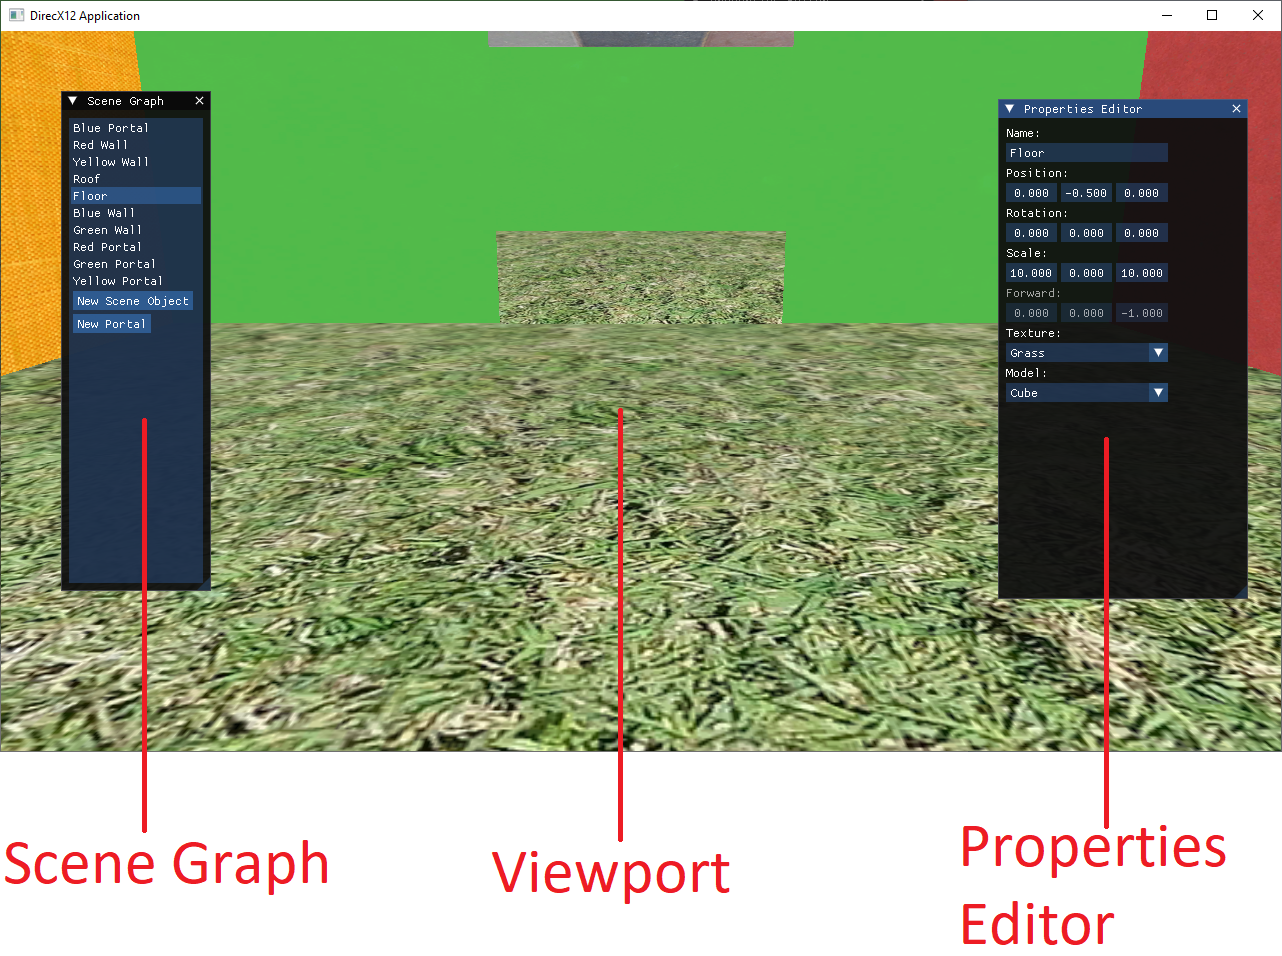 DirecX12 Application
Scene Graph
Blue Portal
Red Wall
Yellow Wall
Roof
Floor
Blue Wall
Green Wall
Red Portal
Green Portal
Yellow Portal
New Scene Object
New Portal
Properties Editor
Name:
Floor
Position:
0.000 -0.500 0.000
Rotation:
0.000 0.000 0.000
Scale:
10.000 0.000 10.000
Forward:
0.000 0.000 -1.000
Texture:
Grass
Model:
Cube
Scene Graph
Viewport
Properties
Editor